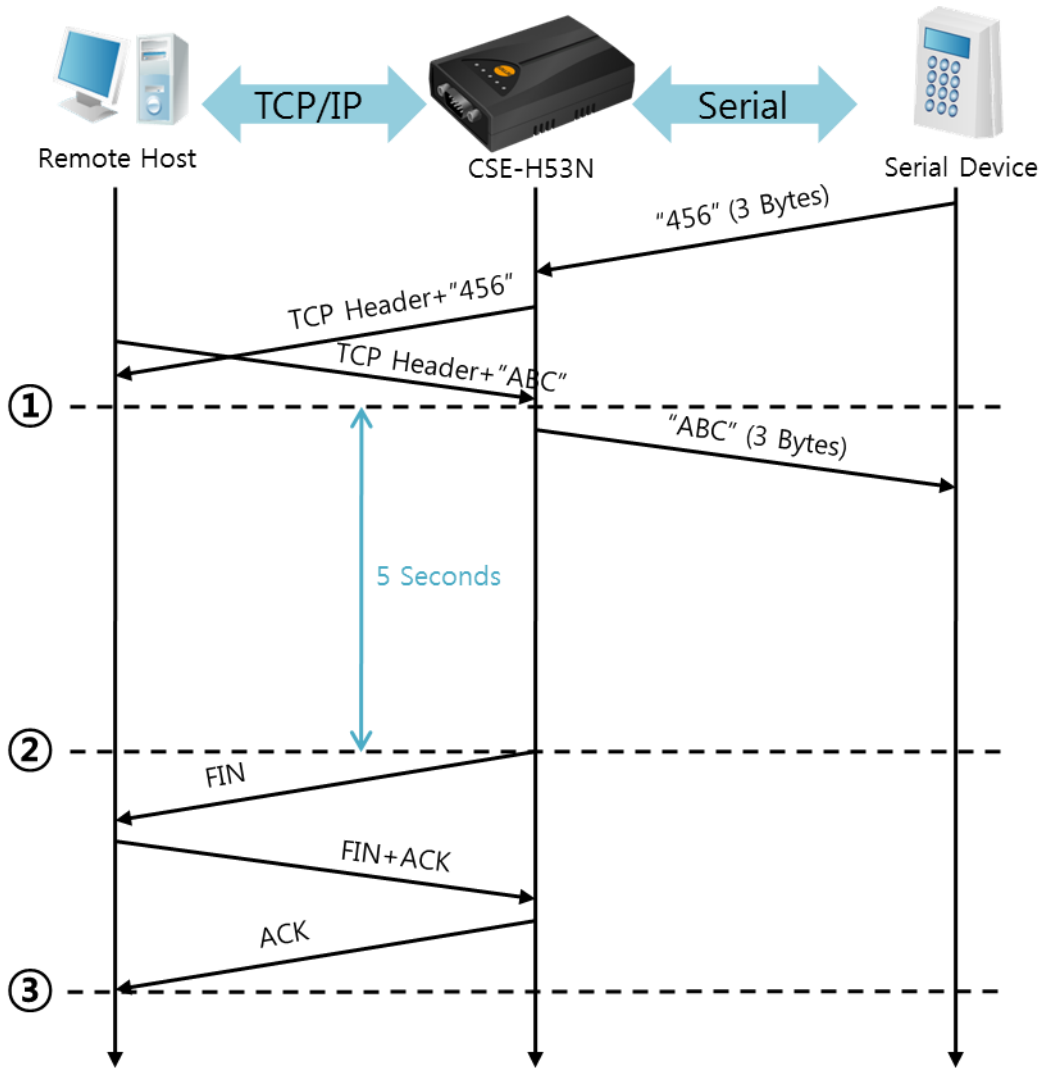 TCP/IP
Serial
Remote Host
CSE-H53N
Serial Device
"456" (3 Bytes)
TCP Header+"456"
TCP Header+"ABC"
①
"ABC" (3 Bytes)
5 Seconds
②
FIN
FIN+ACK
ACK
③